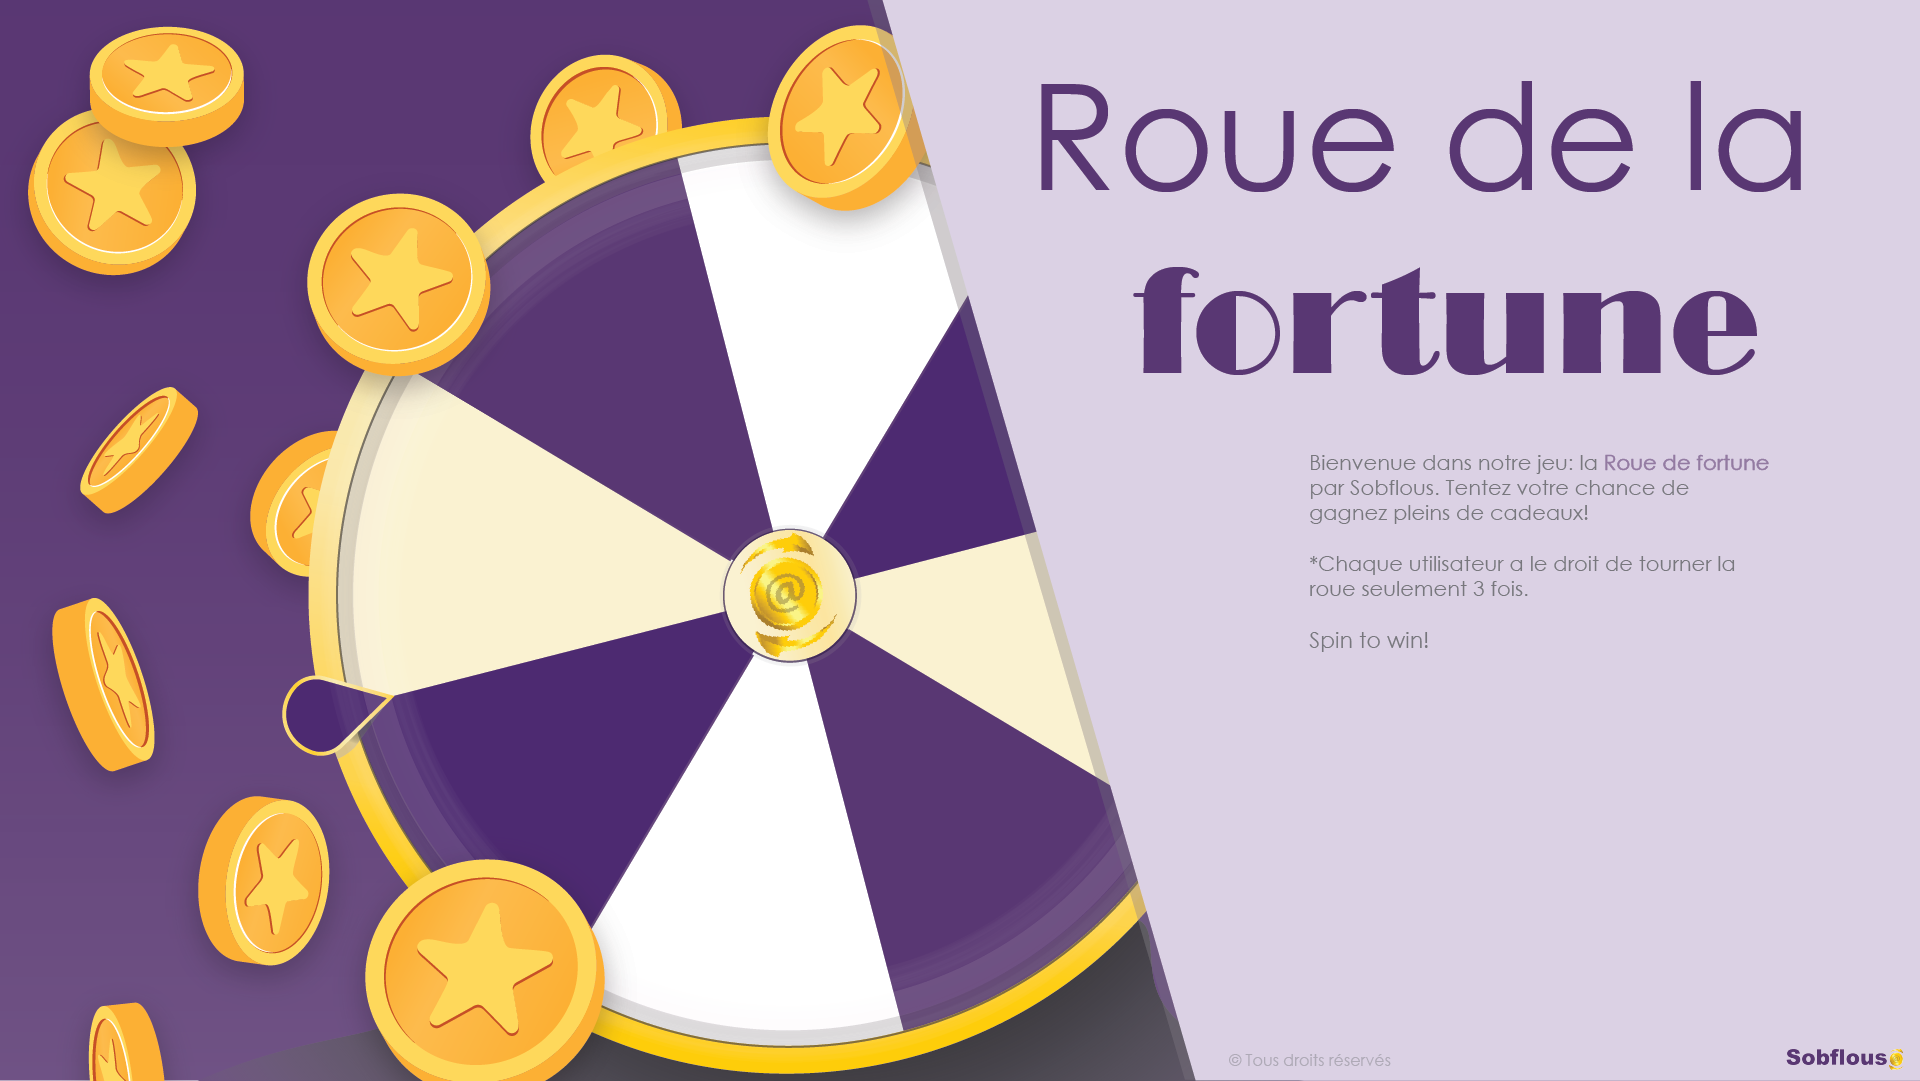 Roue de la
fortune
Bienvenue dans notre jeu: la Roue de fortune
par Sobflous. Tentez votre chance de
gagnez pleins de cadeaux!
*Chaque utilisateur a le droit de tourner la
roue seulement 3 fois.
Spin to win!
@
© Tous droits réservés
Sobflous